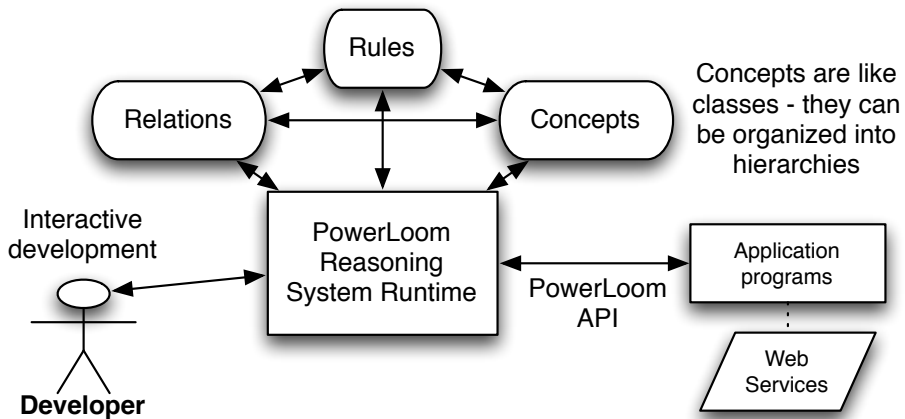 Rules
Relations
Concepts
Concepts are like
classes - they can
be organized into
hierarchies
Interactive
development
PowerLoom
Reasoning
System Runtime
PowerLoom
API
Application
programs
Web
Services
Developer